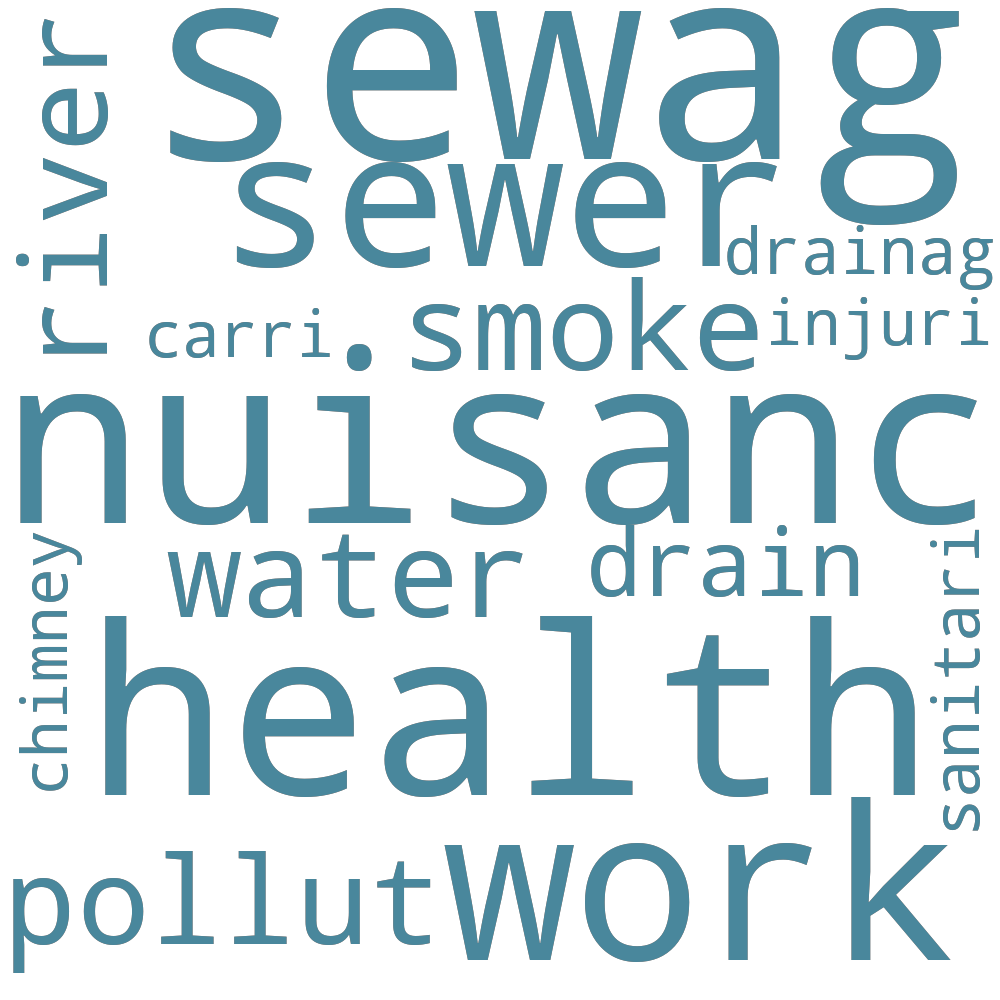 river
sewag
sewer
drainag
carri
smoke
injuri
nuisanc
water
drain
chimney
health
sanitari
pollut
work